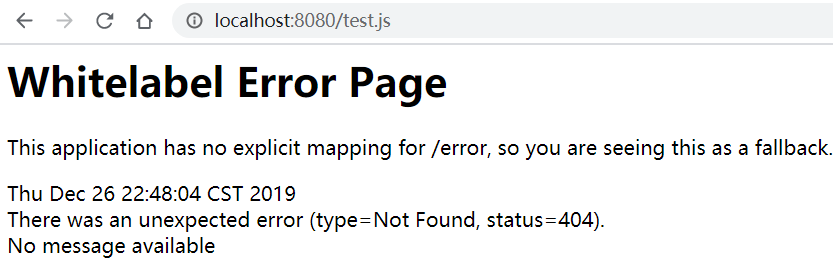 localhost:8080/test.js
Whitelabel Error Page
This application has no explicit mapping for /error, so you are seeing this as a fallback.
Thu Dec 26 22:48:04 CST 2019
There was an unexpected error (type=Not Found, status=404).
No message available